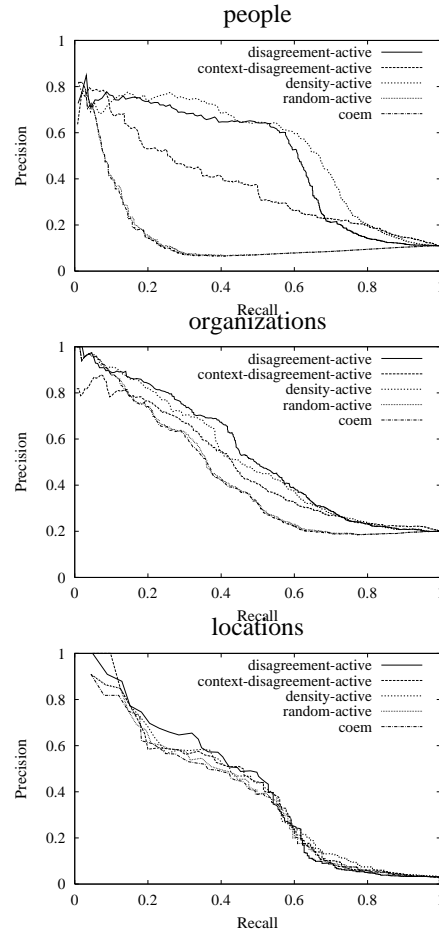 people
disagreement-active
context-disagreement-active
density-active
random-active
coem
1
0.8
0.6
0.4
0.2
0
Precision
0 0.2 0.4 0.6 0.8 1
Recall
organizations
disagreement-active
context-disagreement-active
density-active
random-active
coem
1
0.8
0.6
0.4
0.2
0
Precision
0 0.2 0.4 0.6 0.8 1
Recall
locations
disagreement-active
context-disagreement-active
density-active
random-active
coem
1
0.8
0.6
0.4
0.2
0
Precision
0 0.2 0.4 0.6 0.8 1
Recall